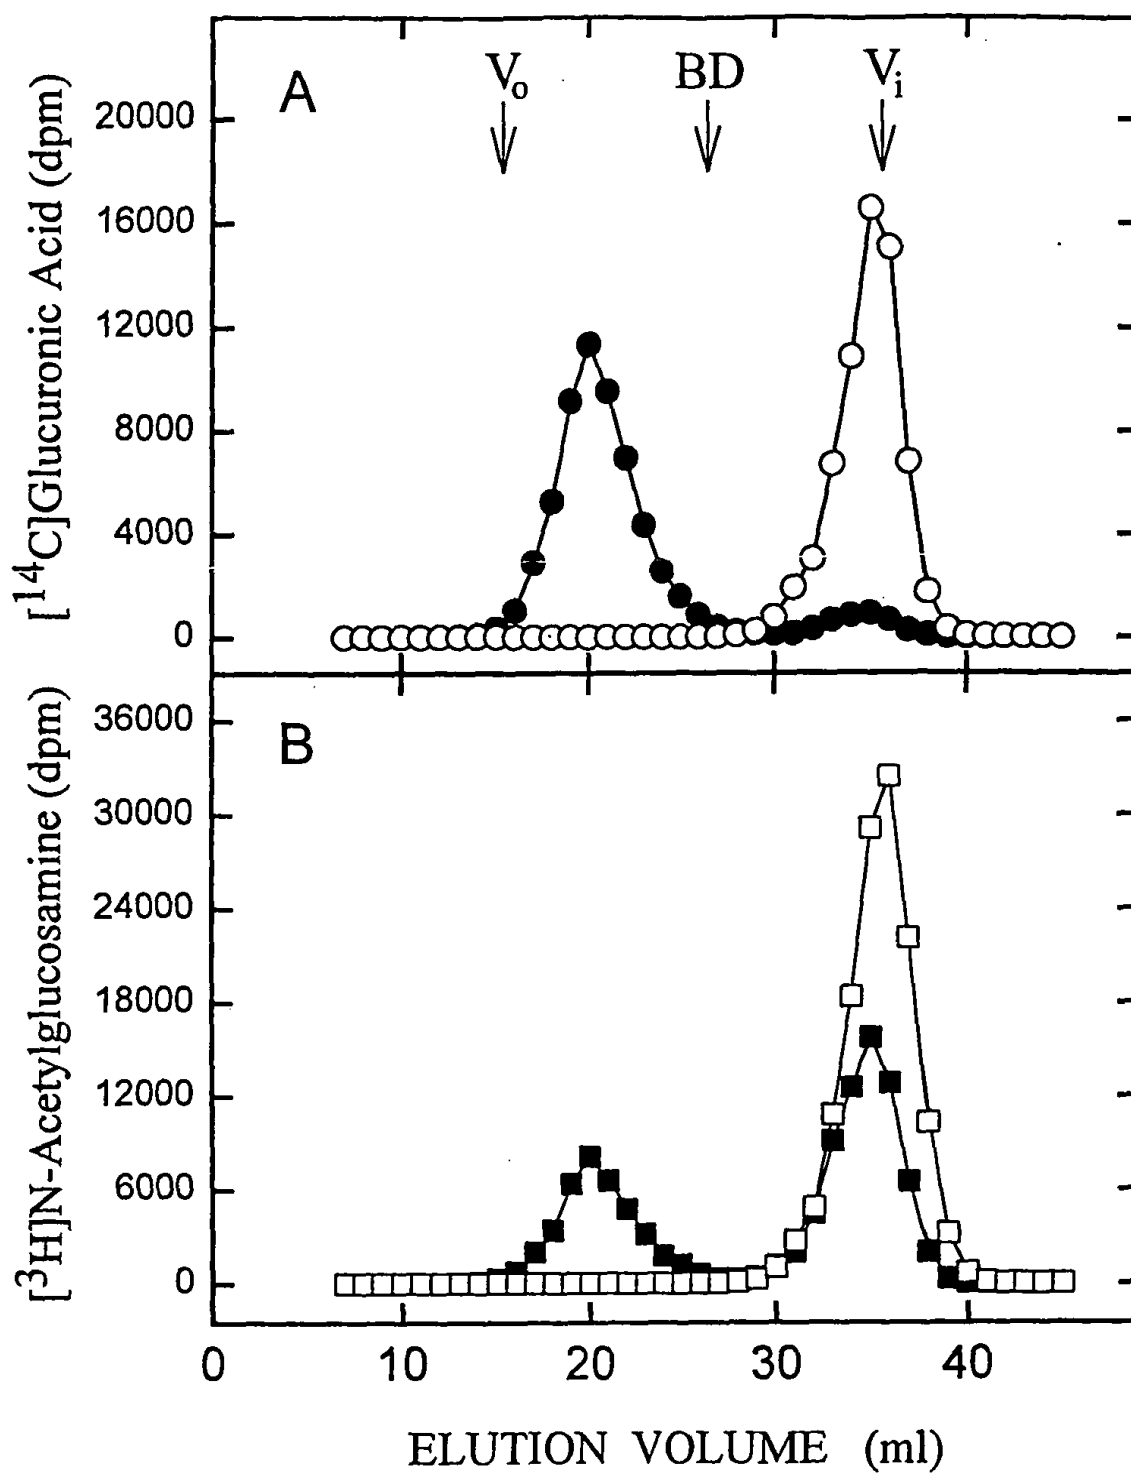 A
V₀
BD
Vᵢ
[¹⁴C]Glucuronic Acid (dpm)
20000
16000
12000
8000
4000
0
B
[³H]N-Acetylglucosamine (dpm)
36000
30000
24000
18000
12000
6000
0
0 10 20 30 40
ELUTION VOLUME (ml)